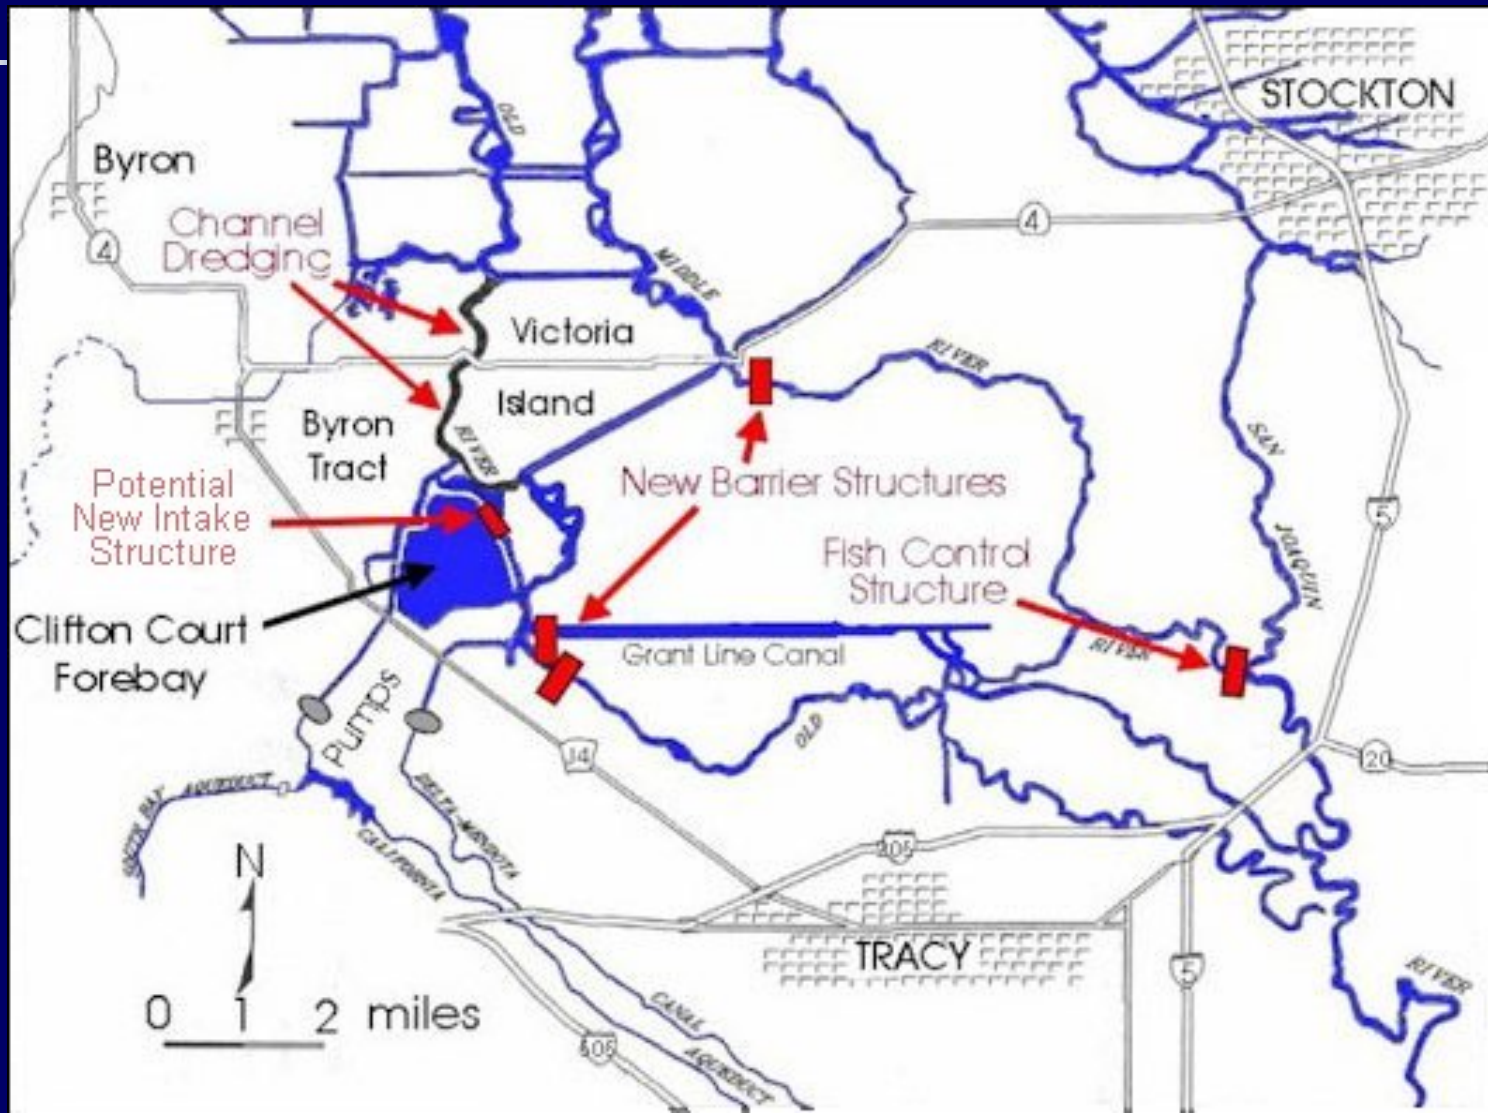 STOCKTON
OLD
Byron
Channel
Dredging
4
4
MIDDLE
Victoria
Island
RIVER
Byron
Tract
RIVER
SAN
JOAQUIN
Potential
New Intake
Structure
New Barrier Structures
5
Fish Control
Structure
Clifton Court
Forebay
Grant Line Canal
RIVER
Pumps
OLD
J4
120
SOUTH BAY AQUEDUCT
DELTA-MENDOTA
CALIFORNIA
205
N
TRACY
5
RIVER
0 1 2 miles
CANAL
AQUEDUCT